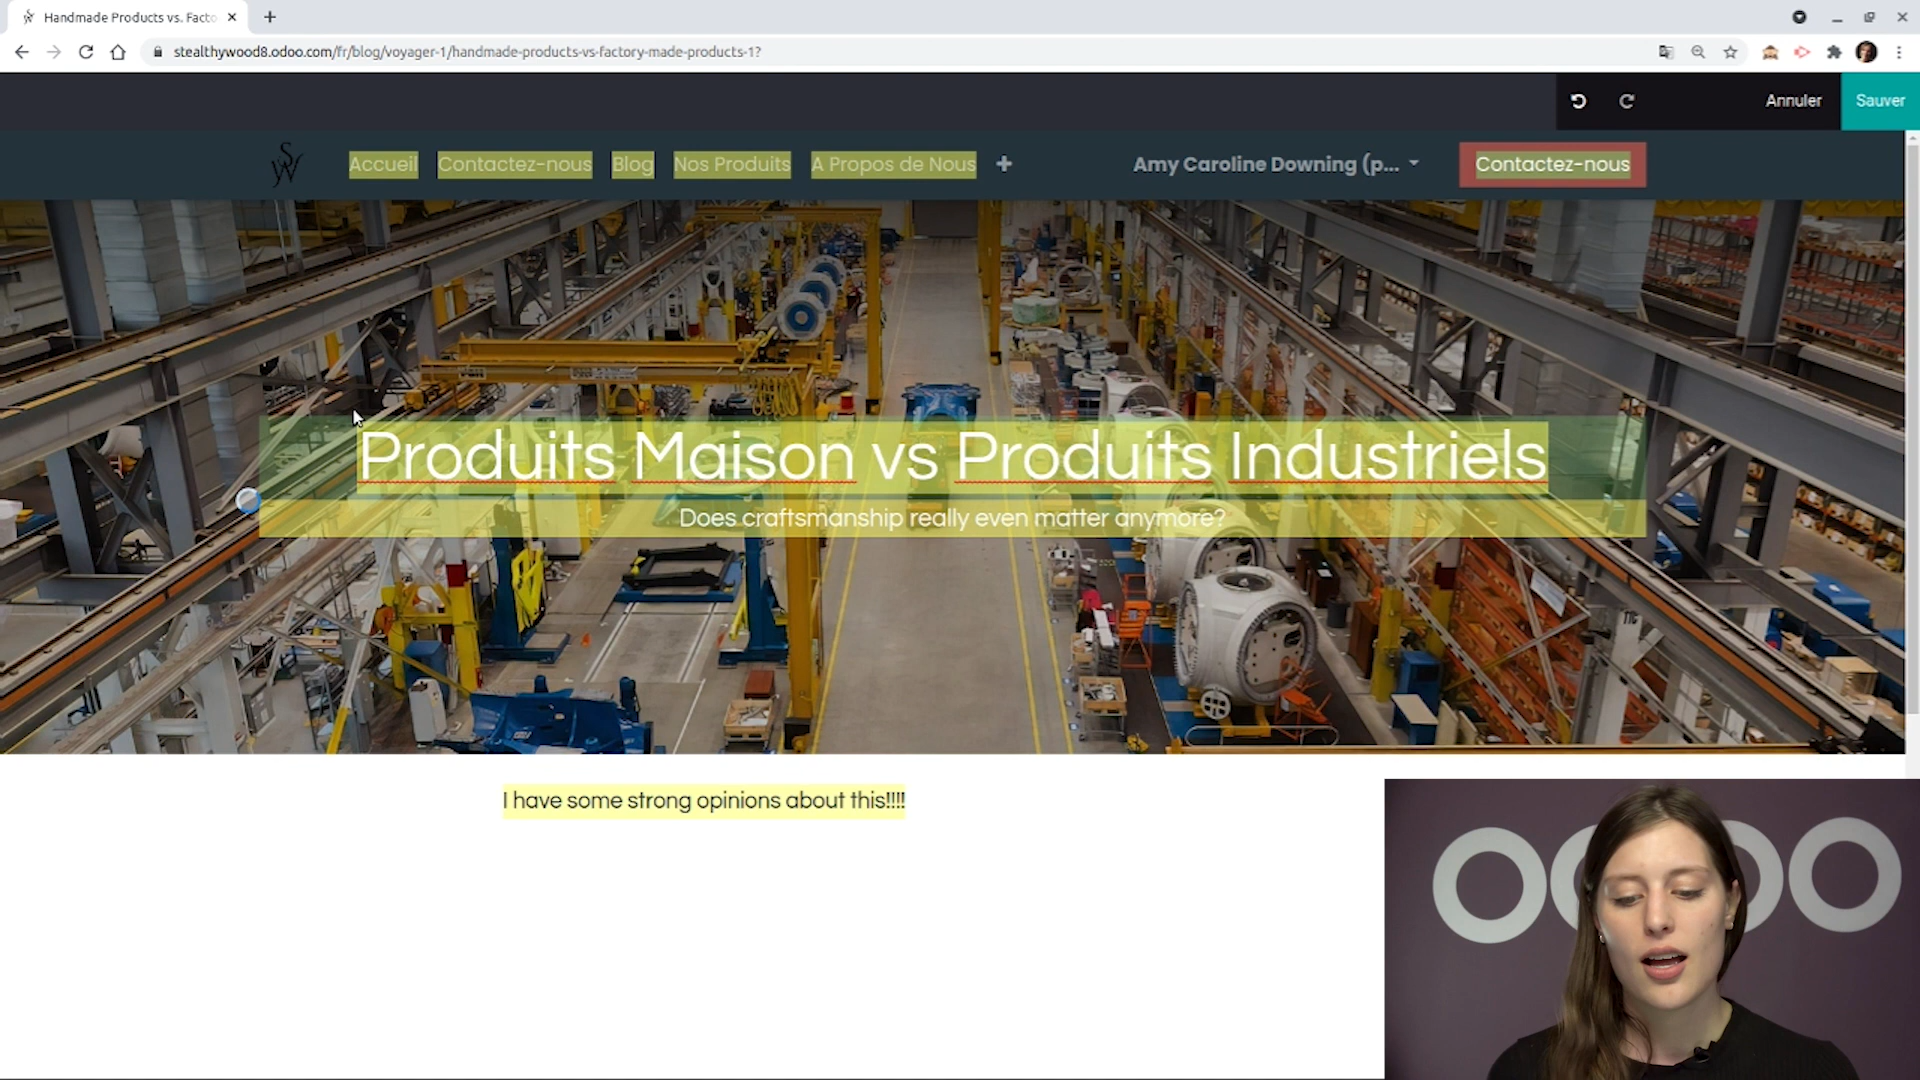 Handmade Products vs. Facto
stealthywood8.odoo.com/fr/blog/voyager-1/handmade-products-vs-factory-made-products-1?
Annuler
Sauver
SW
Accueil
Contactez-nous
Blog
Nos Produits
A Propos de Nous
Amy Caroline Downing (p...
Contactez-nous
Produits Maison vs Produits Industriels
Does craftsmanship really even matter anymore?
I have some strong opinions about this!!!!